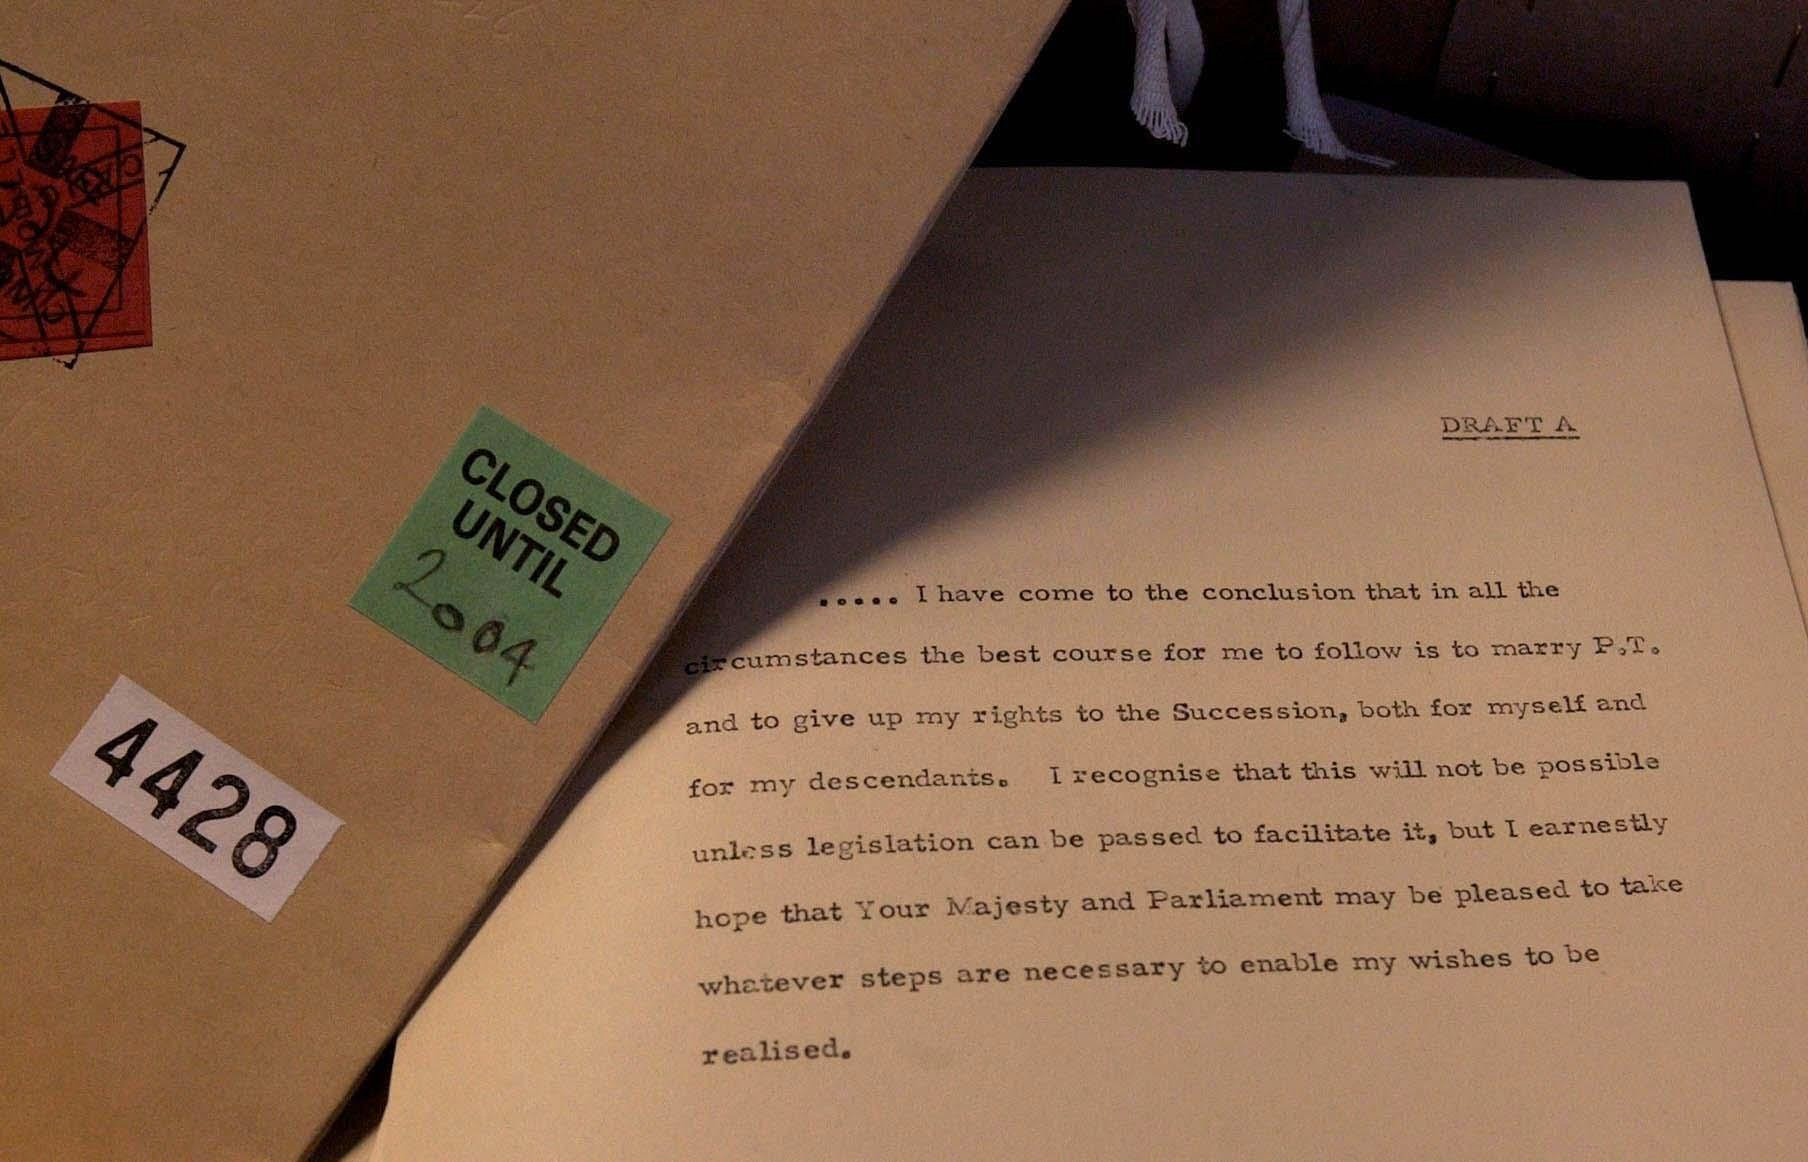 CLOSED
UNTIL
2004
4428
DRAFT A
..... I have come to the conclusion that in all the
circumstances the best course for me to follow is to marry P.T.
and to give up my rights to the Succession, both for myself and
for my descendants. I recognise that this will not be possible
unless legislation can be passed to facilitate it, but I earnestly
hope that Your Majesty and Parliament may be pleased to take
whatever steps are necessary to enable my wishes to be
realised.